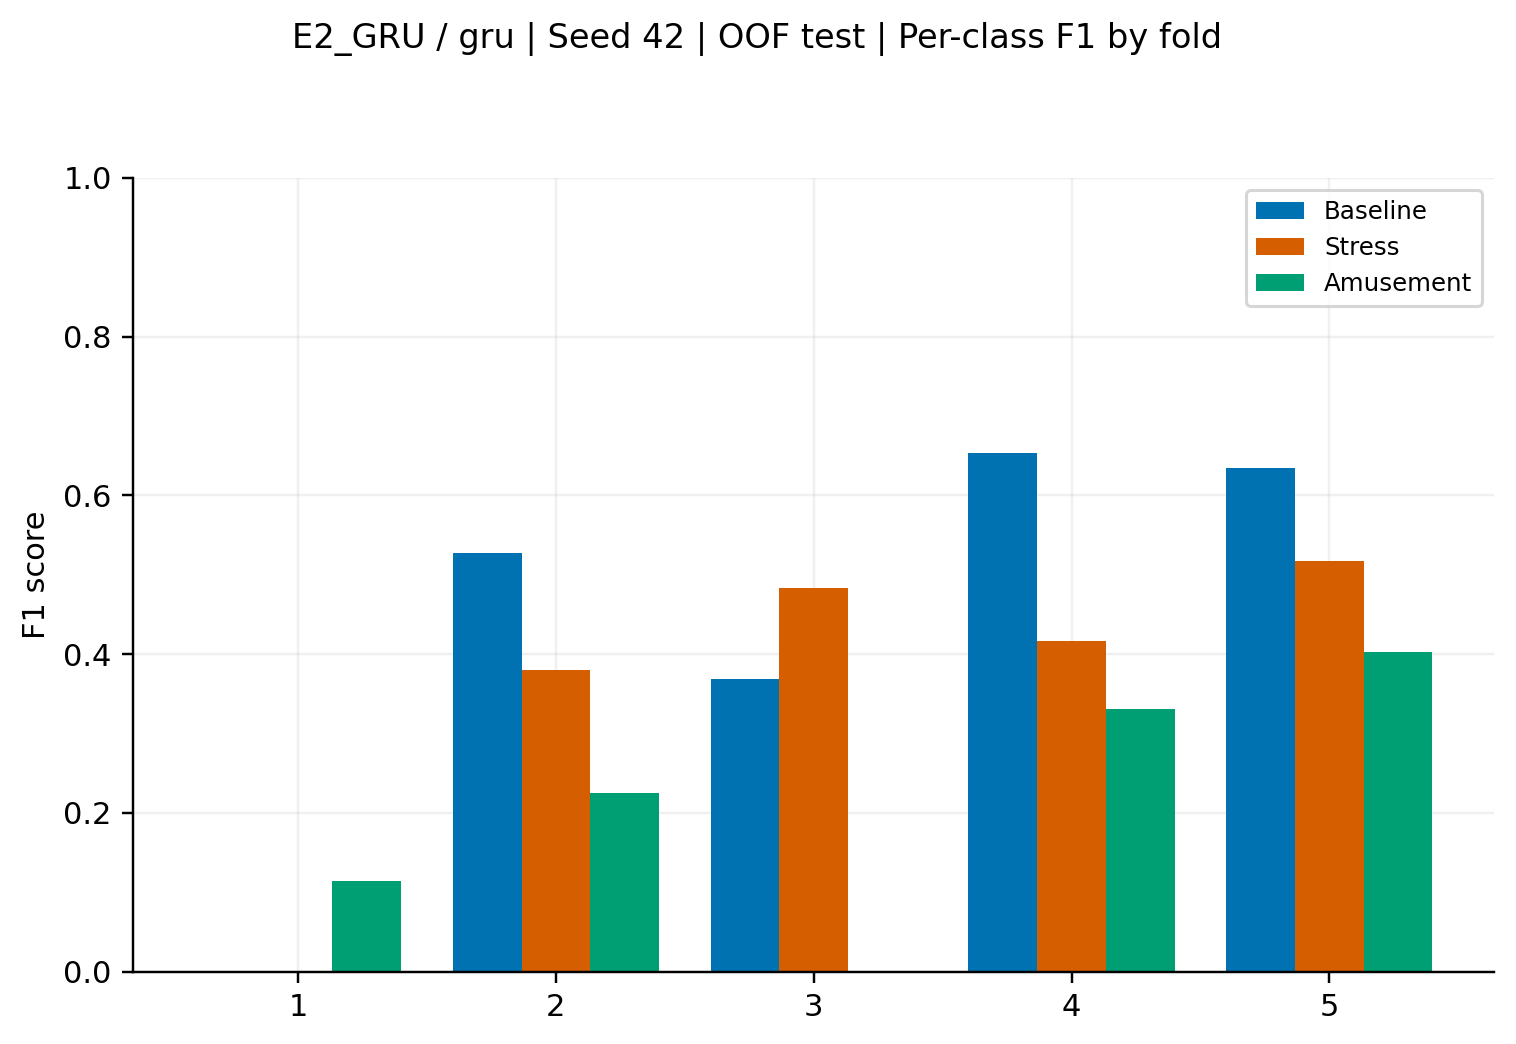 E2_GRU / gru | Seed 42 | OOF test | Per-class F1 by fold
1.0
0.8
0.6
0.4
0.2
0.0
F1 score
Baseline
Stress
Amusement
1 2 3 4 5